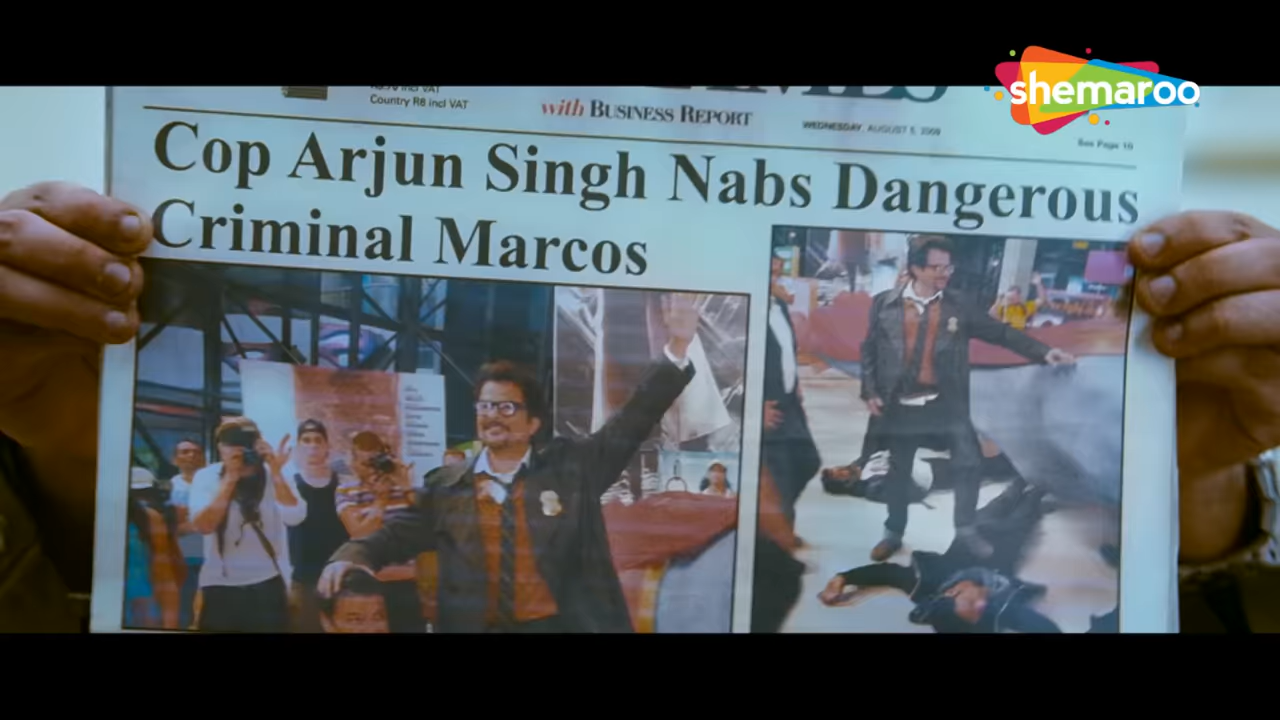 shemaroo
Country R8 incl VAT
with BUSINESS REPORT
WEDNESDAY, AUGUST 5, 2009
See Page 10
Cop Arjun Singh Nabs Dangerous
Criminal Marcos